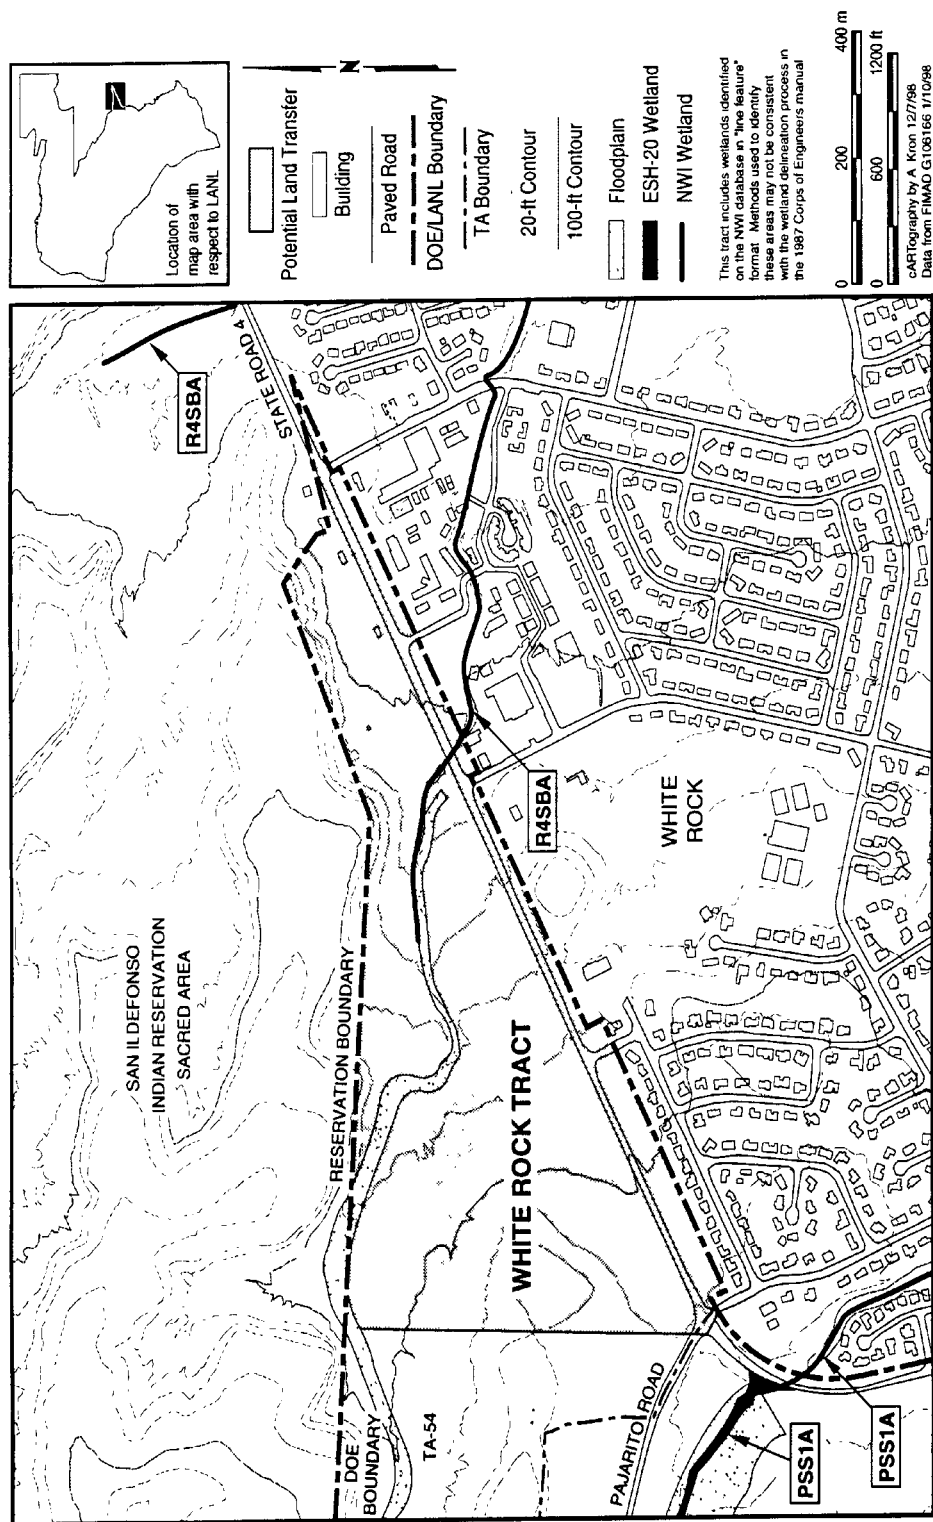 Location of
map area with
respect to LANL
N
Potential Land Transfer
Building
Paved Road
DOE/LANL Boundary
TA Boundary
20-ft Contour
100-ft Contour
Floodplain
ESH-20 Wetland
NWI Wetland
This tract includes wetlands identified
on the NWI database in "line feature"
format Methods used to identify
these areas may not be consistent
with the wetland delineation process in
the 1987 Corps of Engineers manual
0 200 400 m
0 600 1200 ft
cARTography by A Kron 12/7/98
Data from FIMAD G106166 1/10/98
R4SBA
STATE ROAD 4
SAN ILDEFONSO
INDIAN RESERVATION
SACRED AREA
RESERVATION BOUNDARY
R4SBA
WHITE
ROCK
WHITE ROCK TRACT
DOE
BOUNDARY
TA-54
PAJARITO ROAD
PSS1A
PSS1A